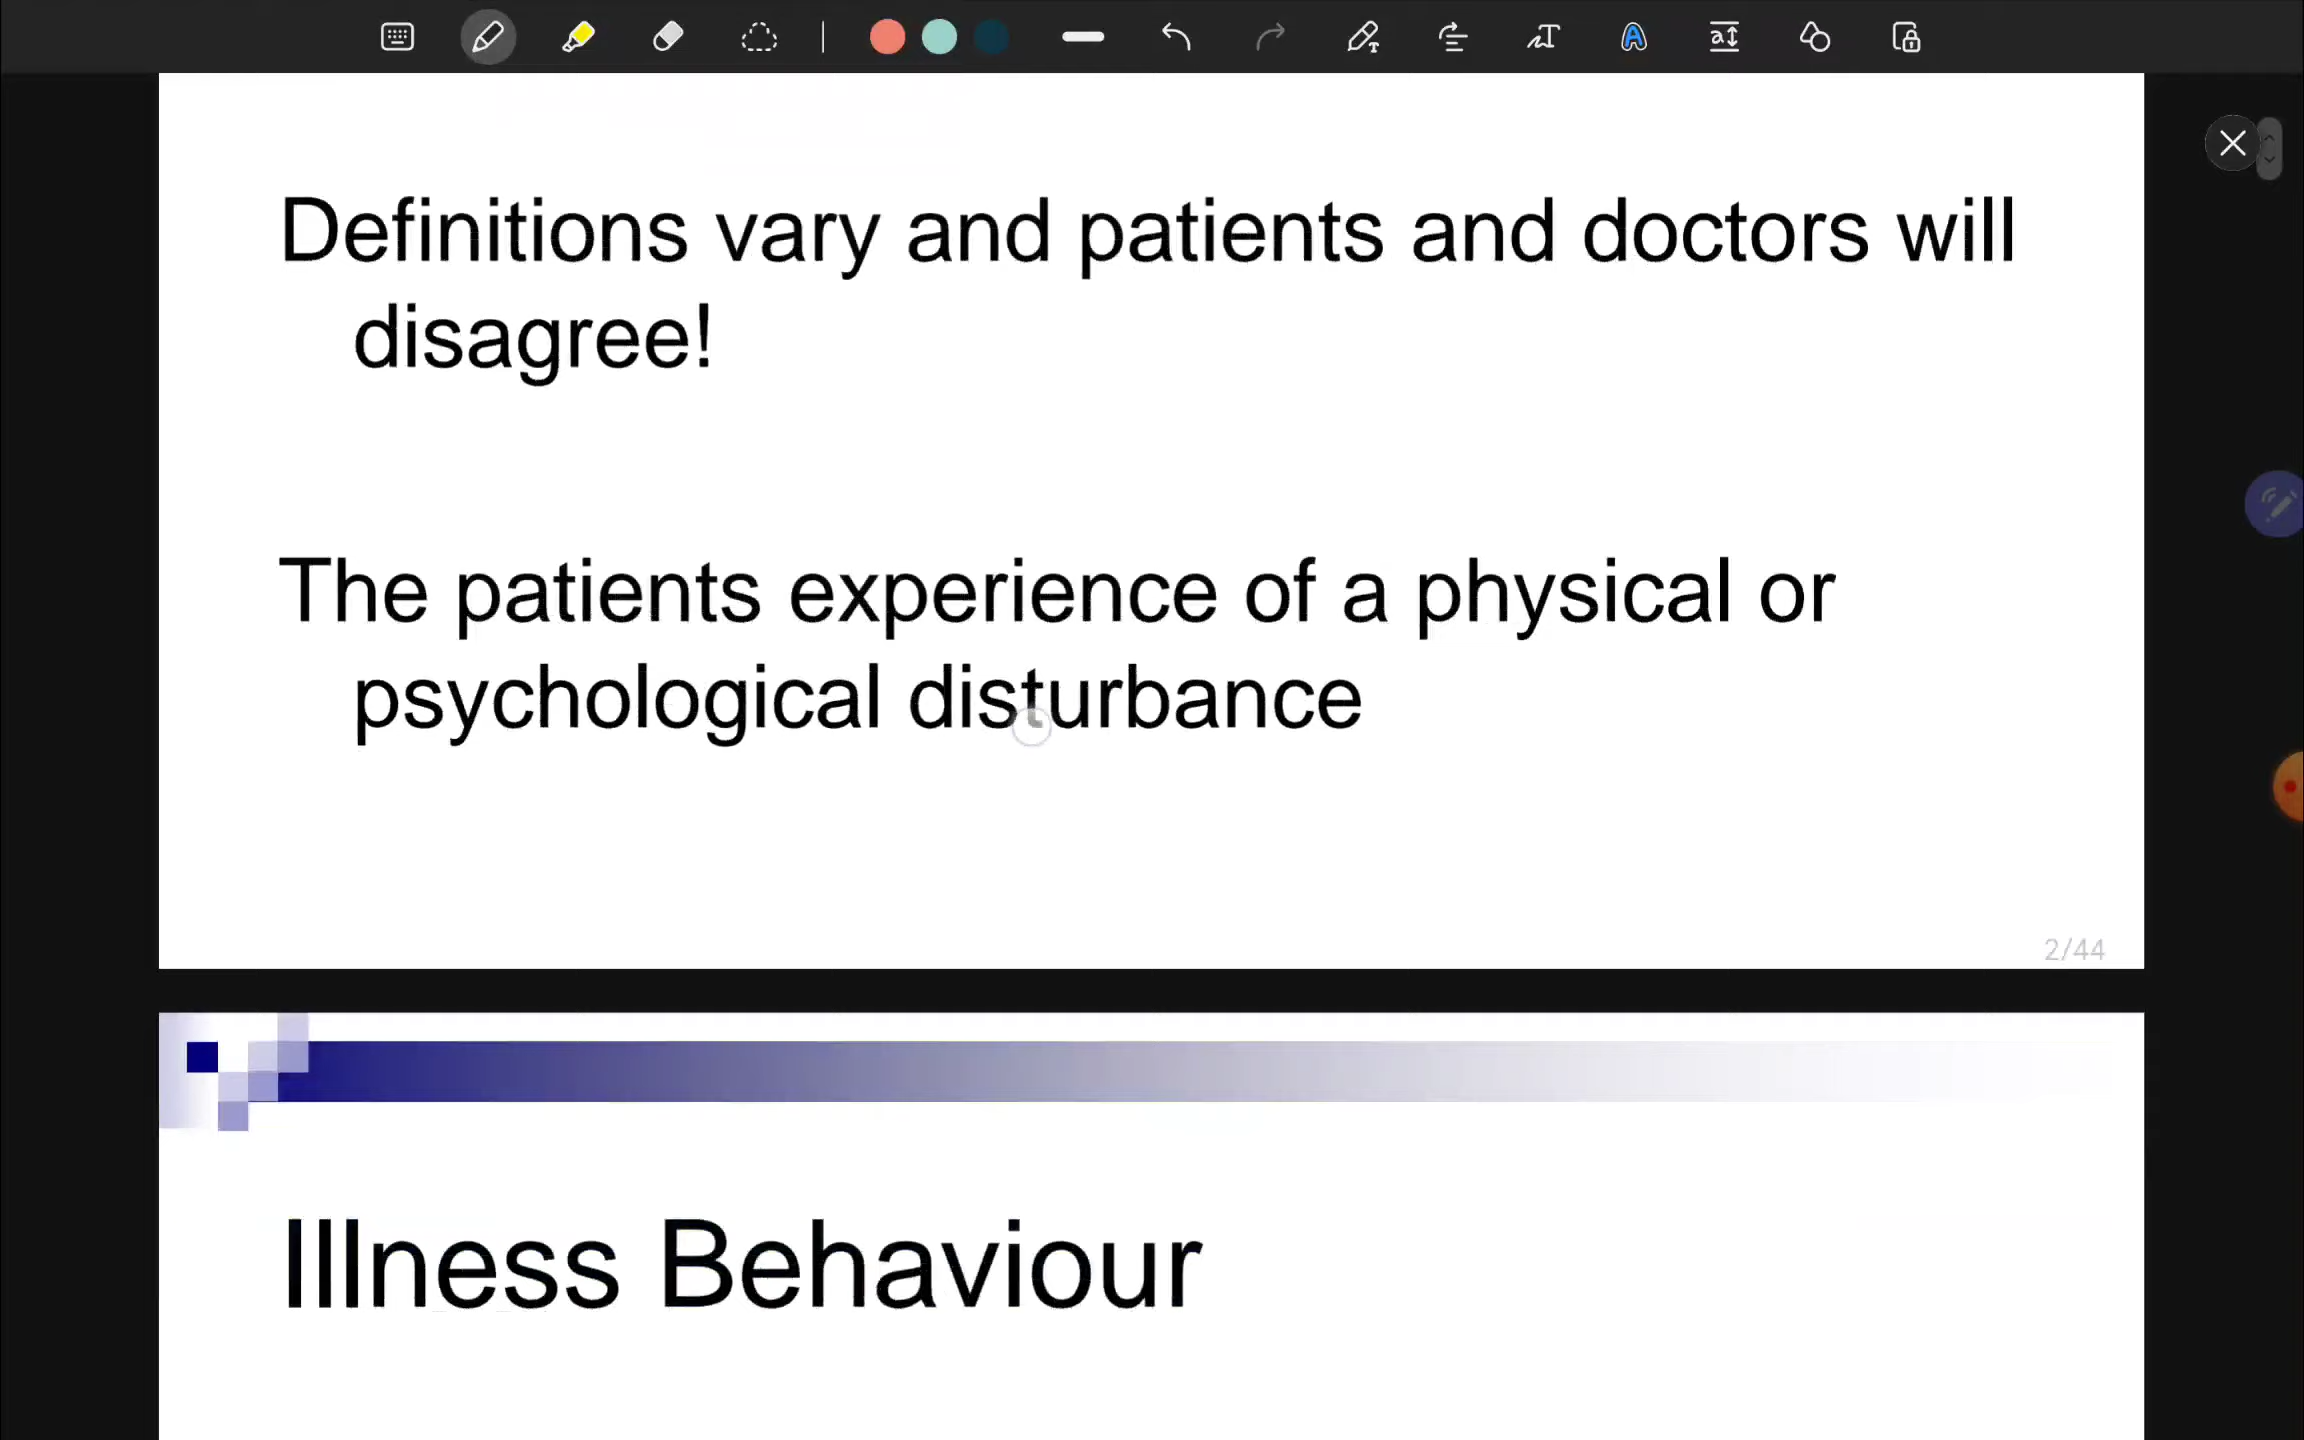 Definitions vary and patients and doctors will
disagree!
The patients experience of a physical or
psychological disturbance
2/44
Illness Behaviour